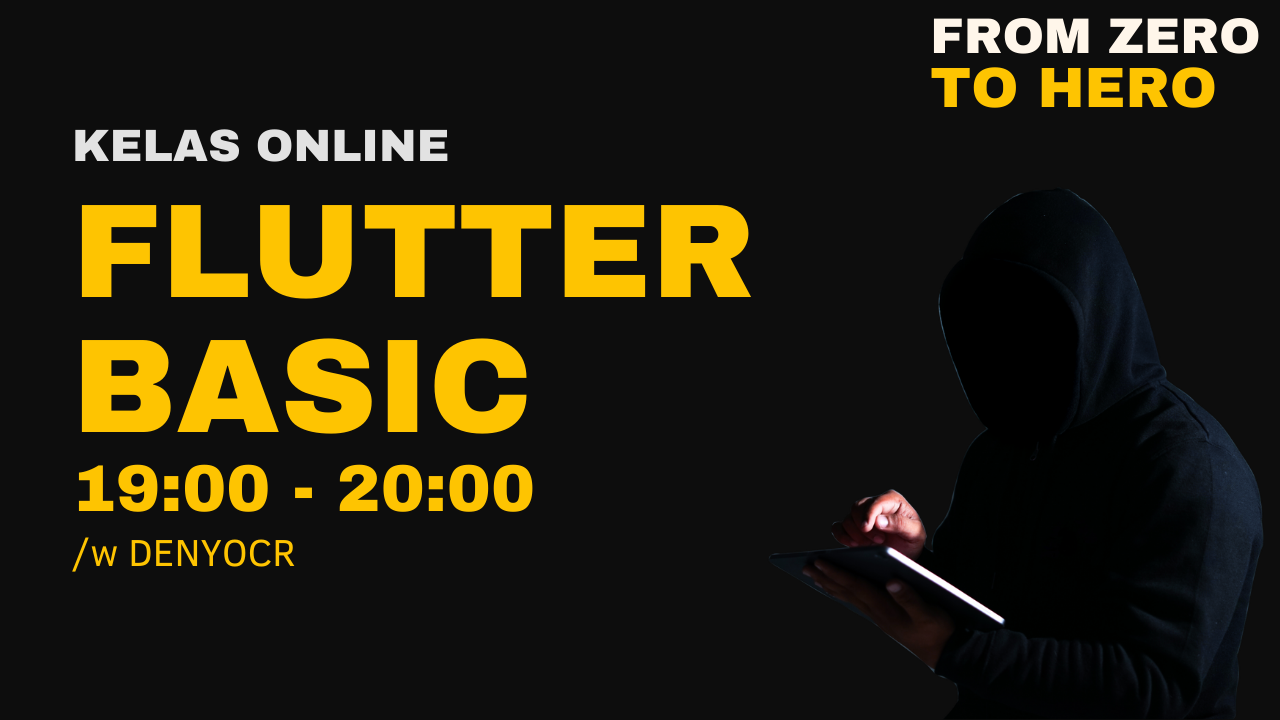 FROM ZERO
TO HERO
KELAS ONLINE
FLUTTER
BASIC
19:00 - 20:00
/w DENYOCR